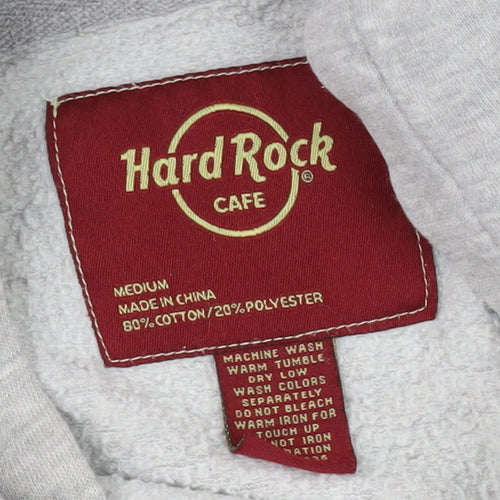 Hard Rock®
CAFE
MEDIUM
MADE IN CHINA
80% COTTON/20% POLYESTER
MACHINE WASH
WARM TUMBLE
DRY LOW
WASH COLORS
SEPARATELY
DO NOT BLEACH
WARM IRON FOR
TOUCH UP
NOT IRON